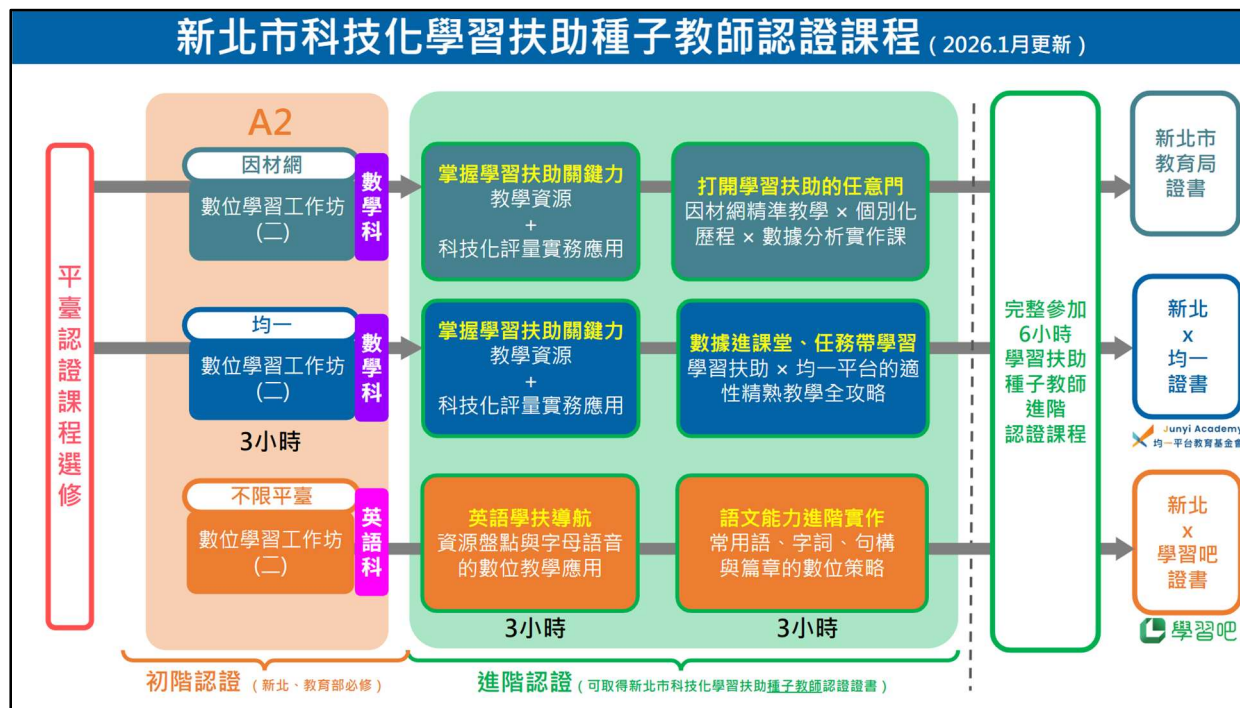 新北市科技化學習扶助種子教師認證課程（2026.1月更新）
平臺認證課程選修
A2
因材網
數位學習工作坊
(二)
數學科
掌握學習扶助關鍵力
教學資源
+
科技化評量實務應用
打開學習扶助的任意門
因材網精準教學 × 個別化
歷程 × 數據分析實作課
均一
數位學習工作坊
(二)
數學科
3小時
掌握學習扶助關鍵力
教學資源
+
科技化評量實務應用
數據進課堂、任務帶學習
學習扶助 × 均一平台的適
性精熟教學全攻略
不限平臺
數位學習工作坊
(二)
英語科
英語學扶導航
資源盤點與字母語音
的數位教學應用
3小時
語文能力進階實作
常用語、字詞、句構
與篇章的數位策略
3小時
完整參加
6小時
學習扶助
種子教師
進階
認證課程
新北市
教育局
證書
新北
x
均一
證書
Junyi Academy
均一平台教育基金會
新北
x
學習吧
證書
學習吧
初階認證（新北、教育部必修）
進階認證（可取得新北市科技化學習扶助種子教師認證證書）